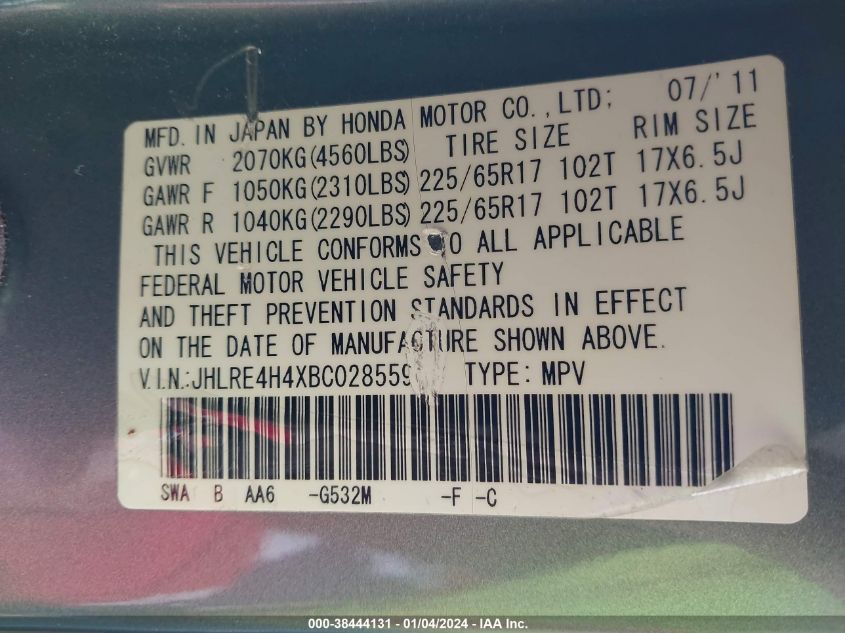 MFD. IN JAPAN BY HONDA MOTOR CO.,LTD; 07/'11
GVWR 2070KG(4560LBS) TIRE SIZE RIM SIZE
GAWR F 1050KG(2310LBS) 225/65R17 102T 17X6.5J
GAWR R 1040KG(2290LBS) 225/65R17 102T 17X6.5J
THIS VEHICLE CONFORMS TO ALL APPLICABLE
FEDERAL MOTOR VEHICLE SAFETY
AND THEFT PREVENTION STANDARDS IN EFFECT
ON THE DATE OF MANUFACTURE SHOWN ABOVE.
V.I.N.:JHLRE4H4XBC028559 TYPE: MPV
SWA B AA6 -G532M -F -C
000-38444131 - 01/04/2024 - IAA Inc.